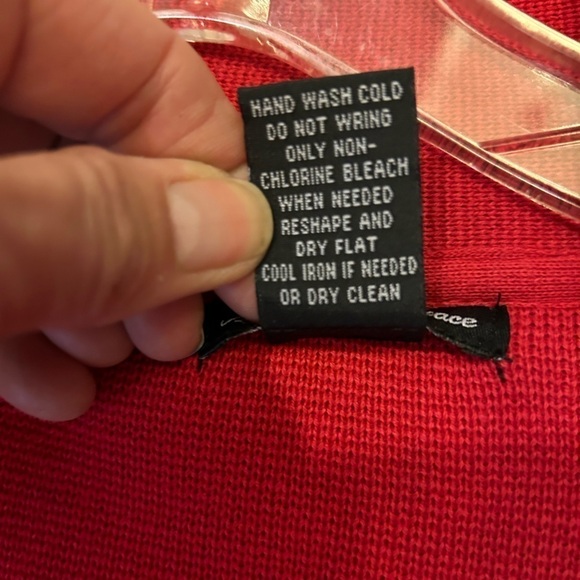 HAND WASH COLD
DO NOT WRING
ONLY NON-
CHLORINE BLEACH
WHEN NEEDED
RESHAPE AND
DRY FLAT
COOL IRON IF NEEDED
OR DRY CLEAN